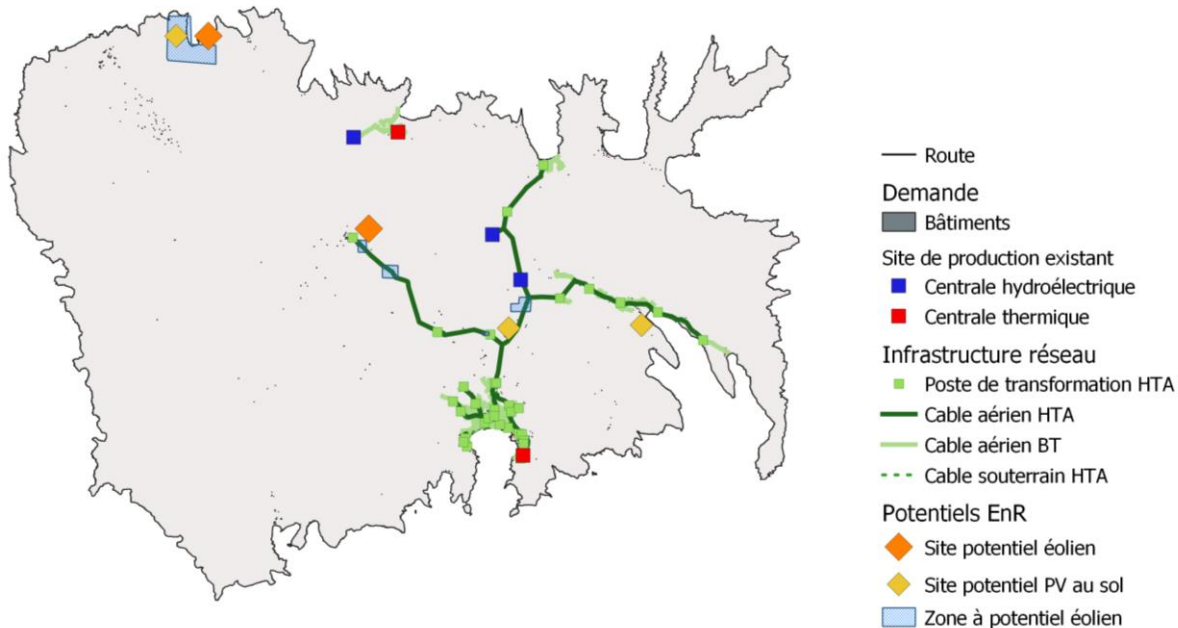 Route
Demande
Bâtiments
Site de production existant
Centrale hydroélectrique
Centrale thermique
Infrastructure réseau
Poste de transformation HTA
Cable aérien HTA
Cable aérien BT
Cable souterrain HTA
Potentiels EnR
Site potentiel éolien
Site potentiel PV au sol
Zone à potentiel éolien